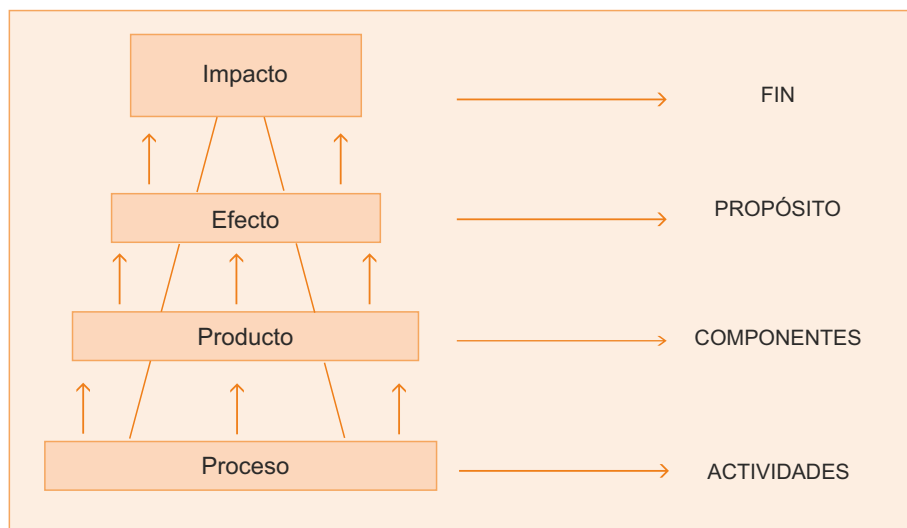 Impacto
FIN
Efecto
PROPÓSITO
Producto
COMPONENTES
Proceso
ACTIVIDADES